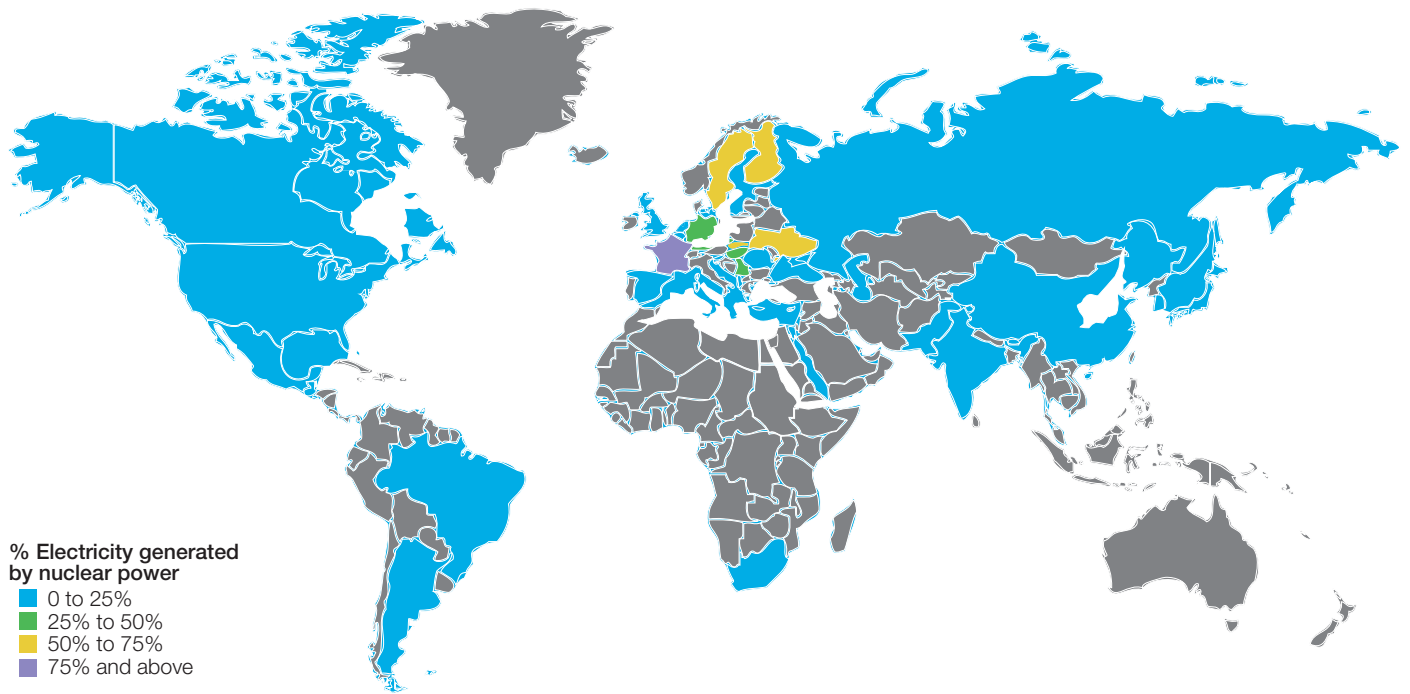 % Electricity generated
by nuclear power
0 to 25%
25% to 50%
50% to 75%
75% and above